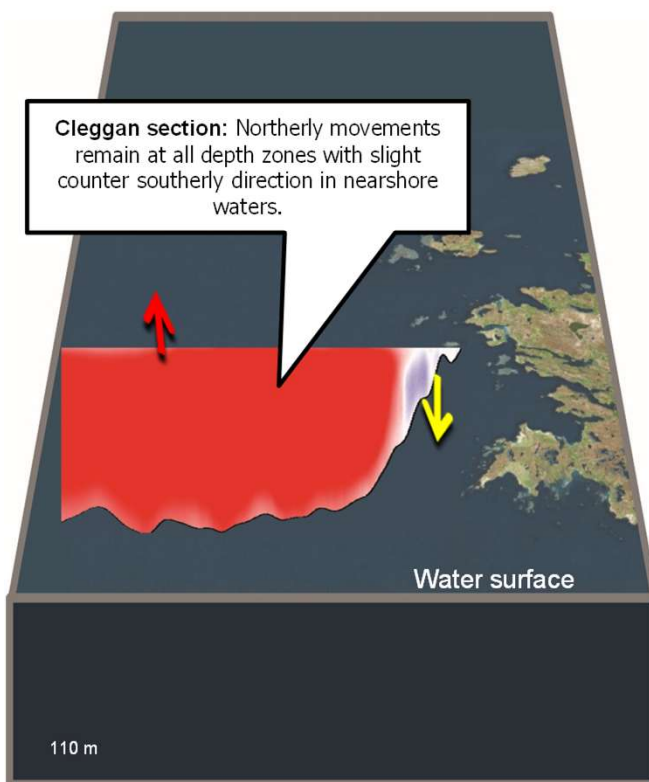 Cleggan section: Northerly movements
remain at all depth zones with slight
counter southerly direction in nearshore
waters.
Water surface
110 m